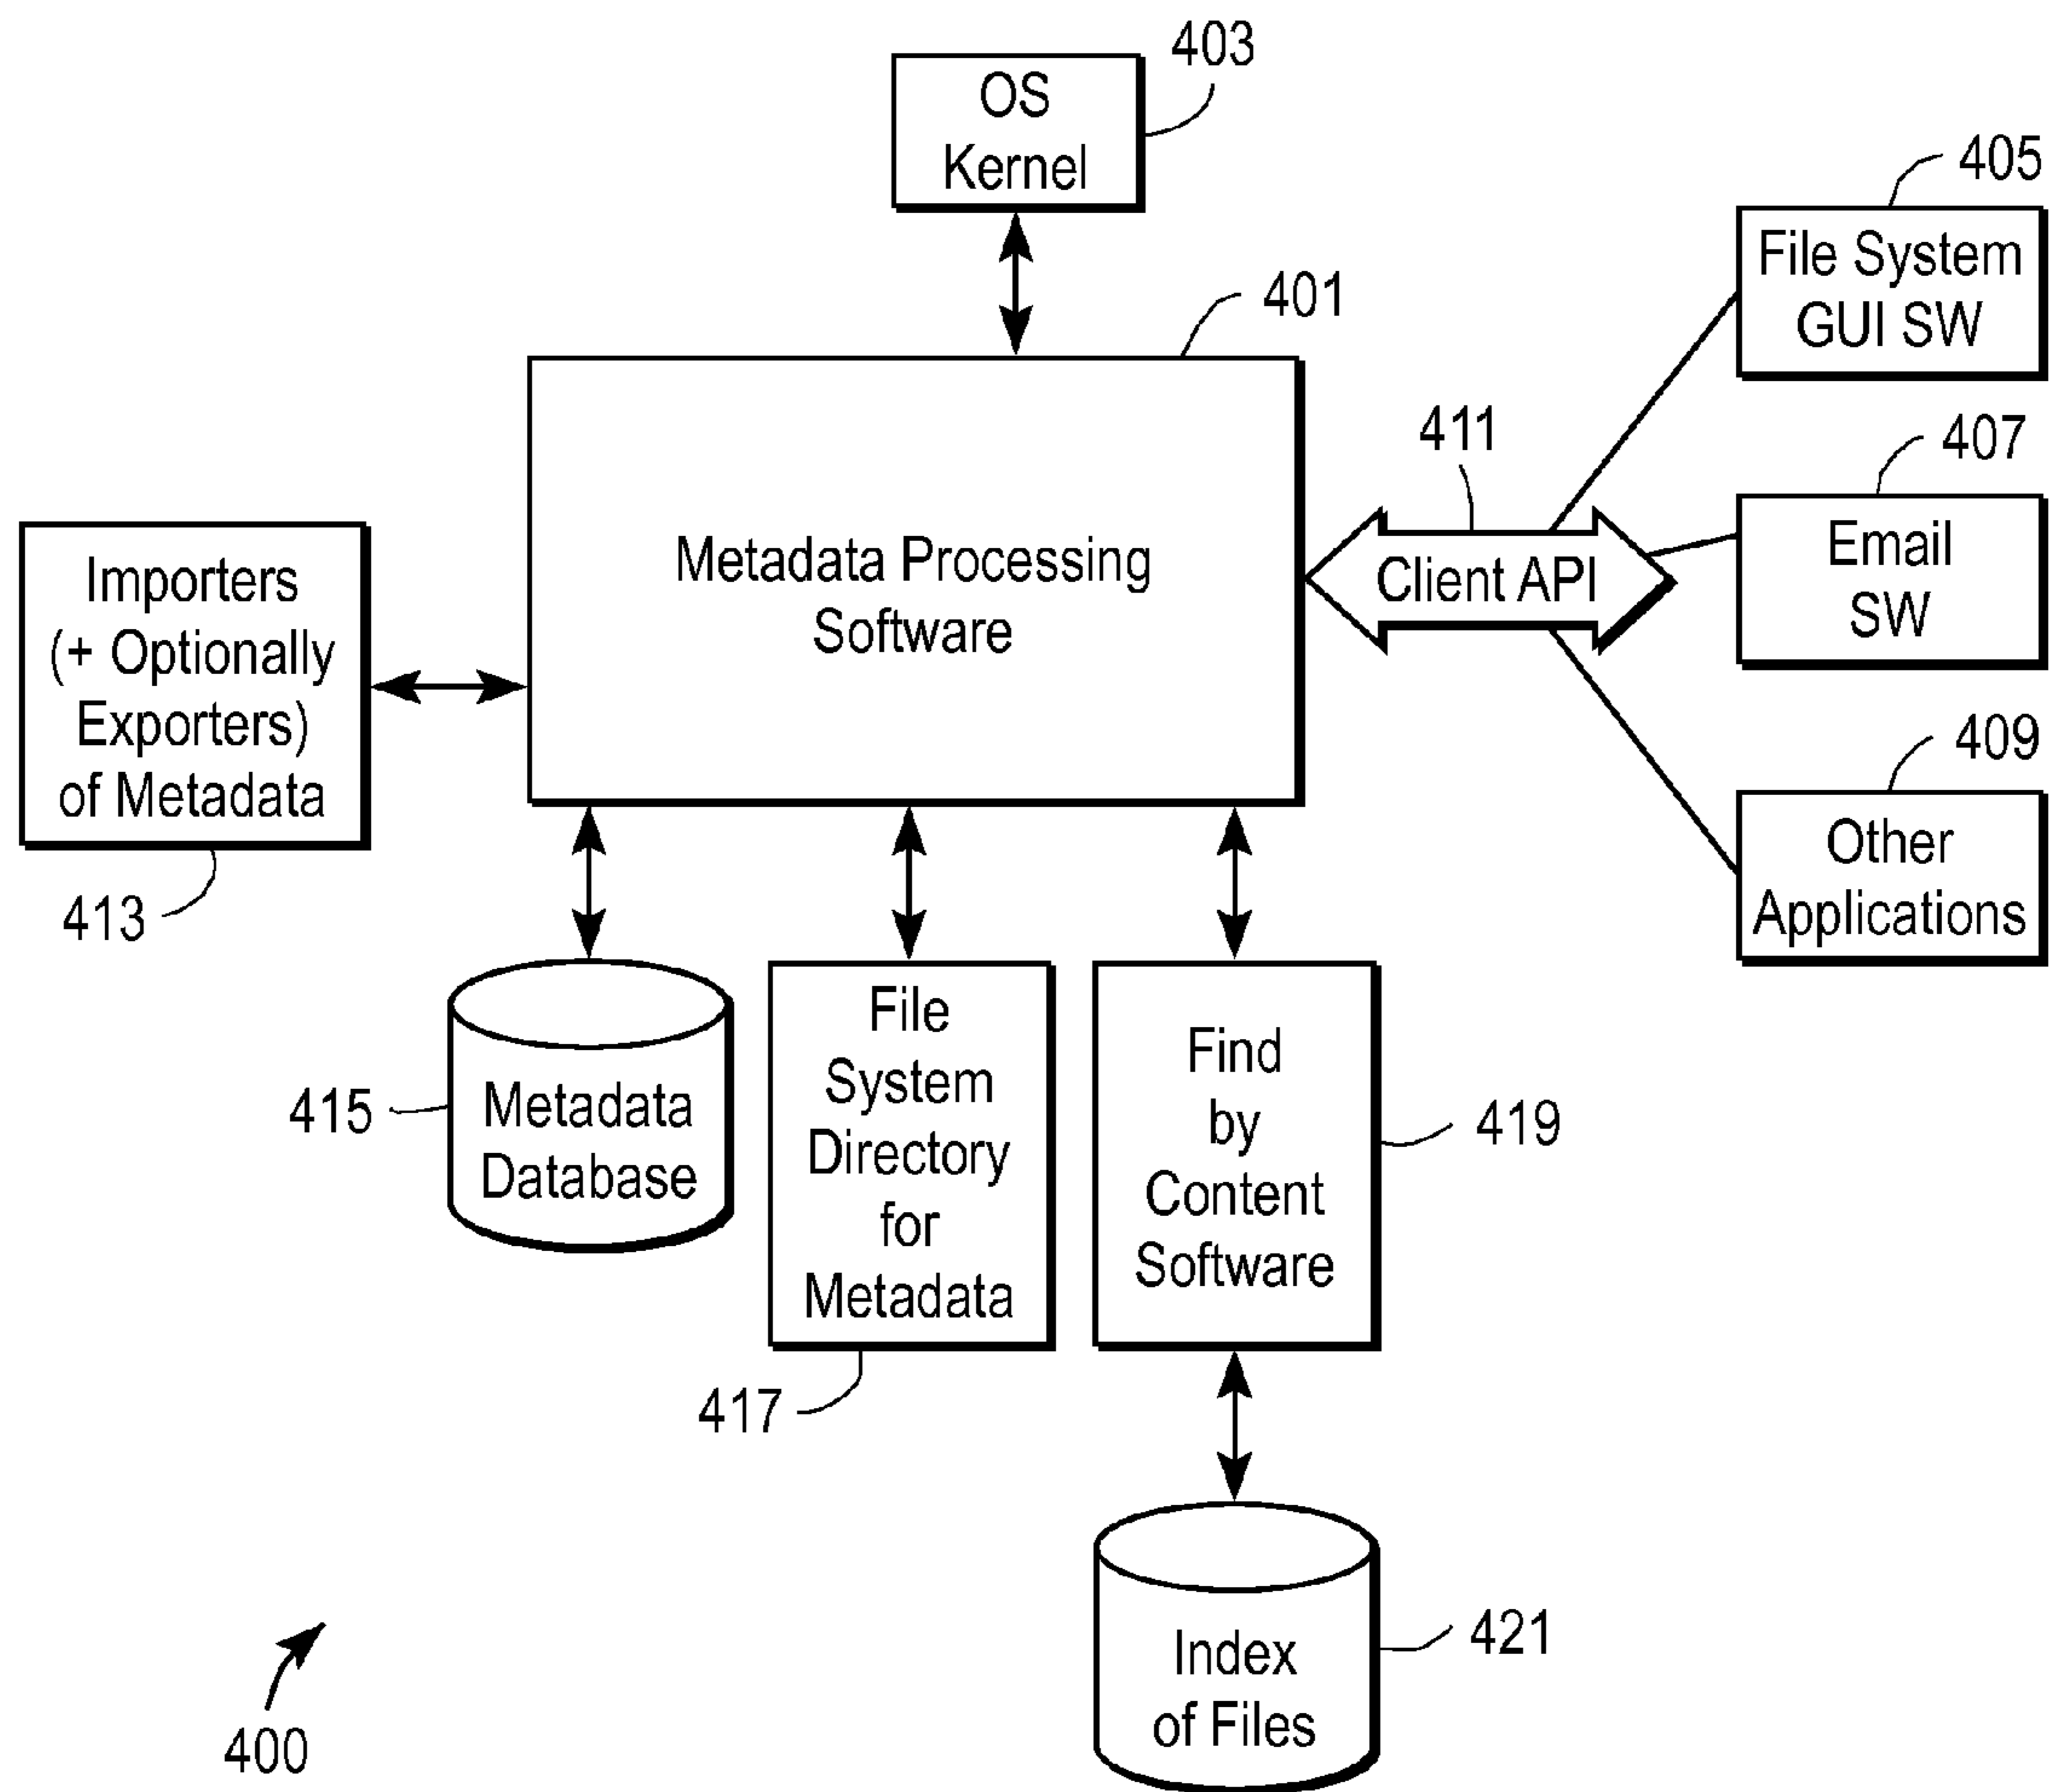 403
OS
Kernel
405
File System
GUI SW
401
411
407
Metadata Processing
Software
Client API
Email
SW
Importers
(+ Optionally
Exporters)
of Metadata
413
409
Other
Applications
415
Metadata
Database
File
System
Directory
for
Metadata
417
Find
by
Content
Software
419
421
Index
of Files
400